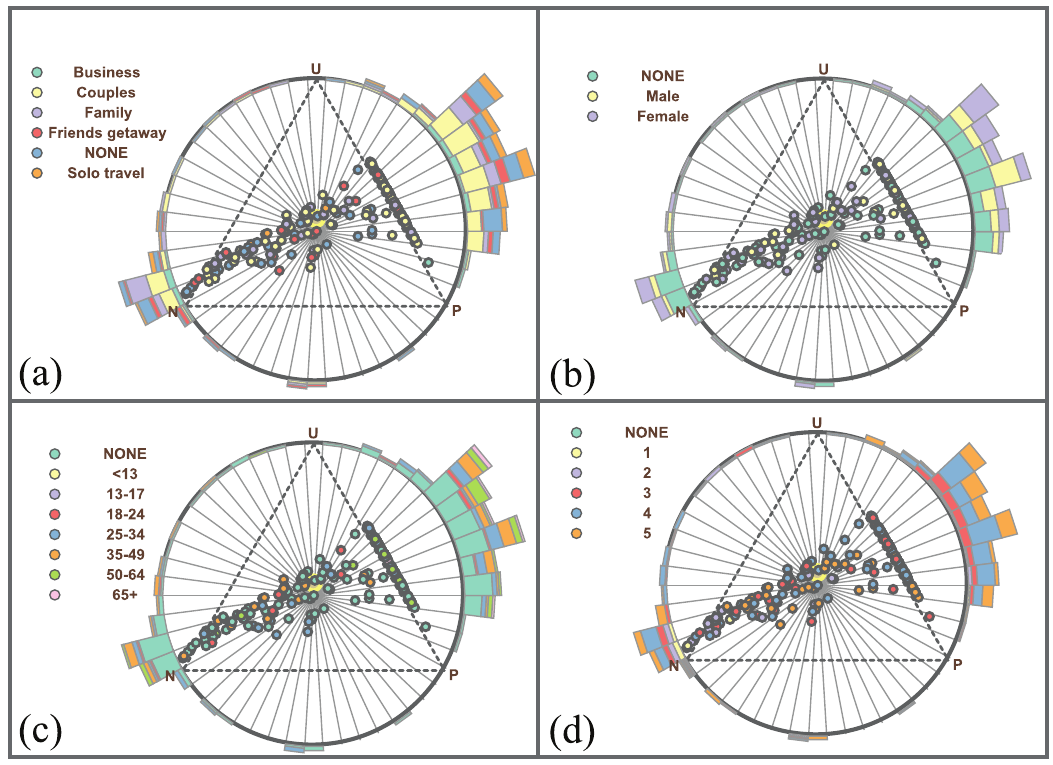 U
Business
Couples
Family
Friends getaway
NONE
Solo travel
N
P
(a)
U
NONE
Male
Female
N
P
(b)
U
NONE
<13
13-17
18-24
25-34
35-49
50-64
65+
N
P
(c)
U
NONE
1
2
3
4
5
N
P
(d)